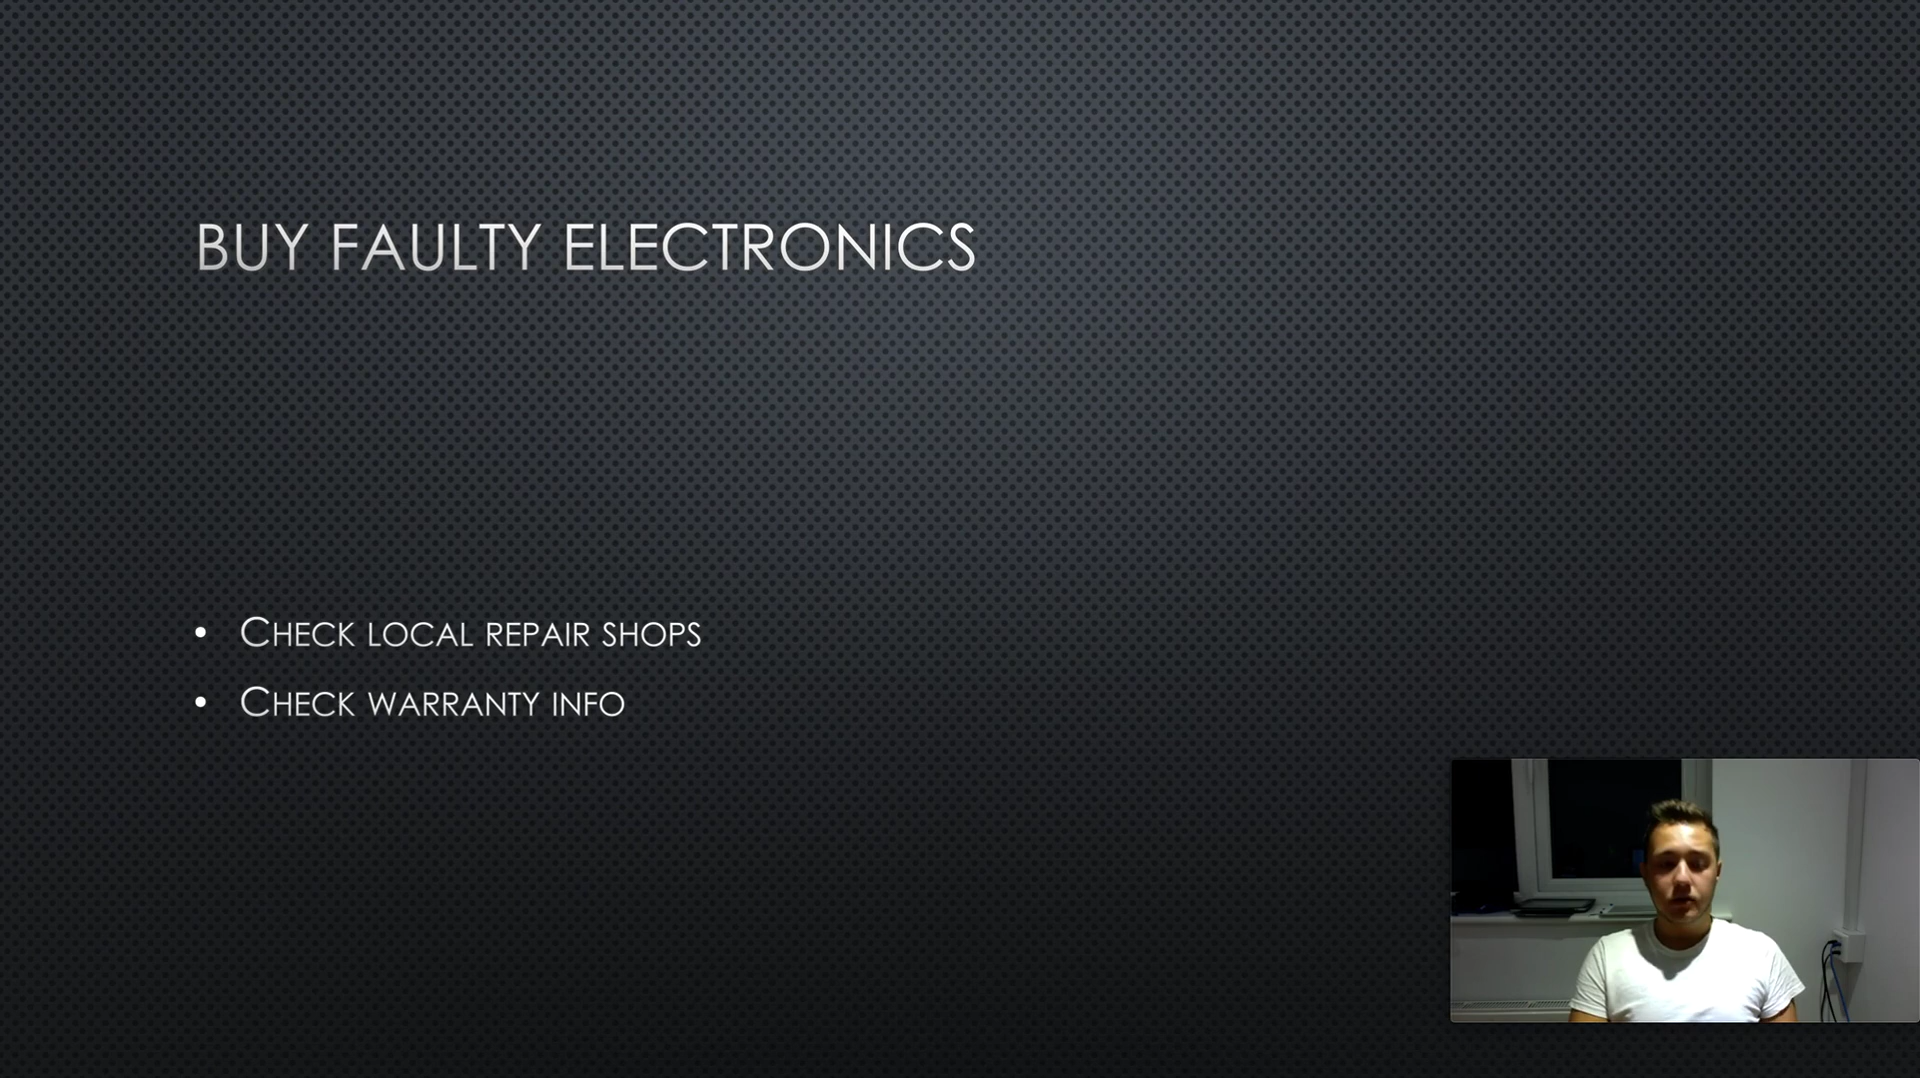 BUY FAULTY ELECTRONICS
• CHECK LOCAL REPAIR SHOPS
• CHECK WARRANTY INFO